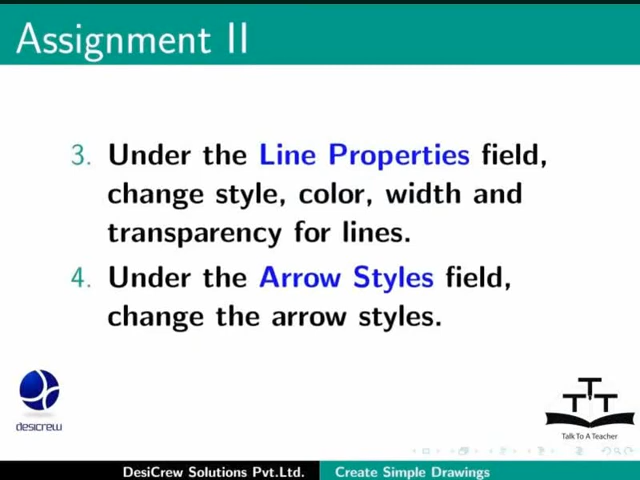 Assignment II
3. Under the Line Properties field,
change style, color, width and
transparency for lines.
4. Under the Arrow Styles field,
change the arrow styles.
desicrew
T T T
Talk To A Teacher
DesiCrew Solutions Pvt.Ltd. Create Simple Drawings